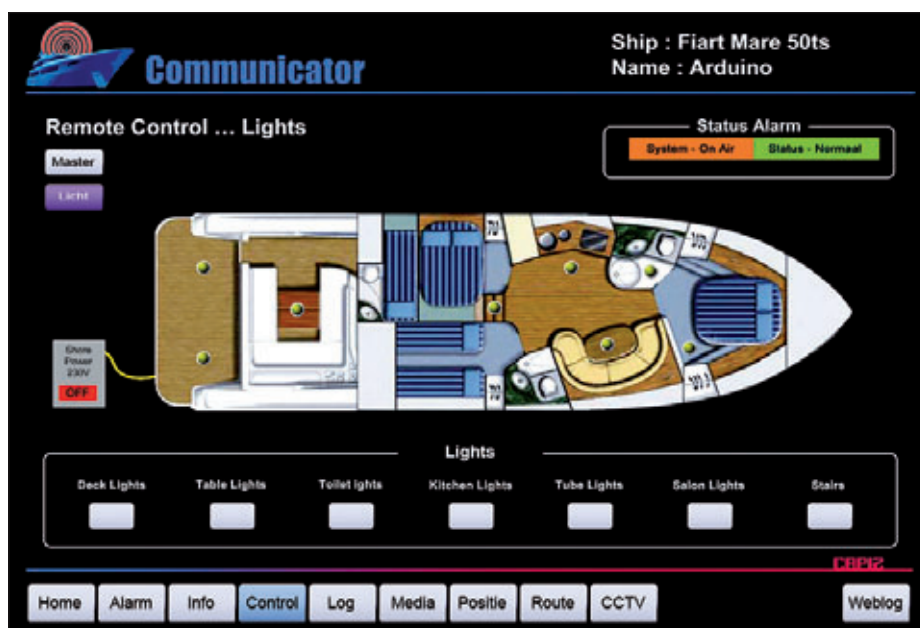 Communicator
Ship : Fiart Mare 50ts
Name : Arduino
Remote Control ... Lights
Status Alarm
System - On Air
Status - Normaal
Master
Licht
Shore
Power
230V
OFF
Lights
Deck Lights
Table Lights
Toilet ights
Kitchen Lights
Tube Lights
Salon Lights
Stairs
Home
Alarm
Info
Control
Log
Media
Positie
Route
CCTV
Weblog